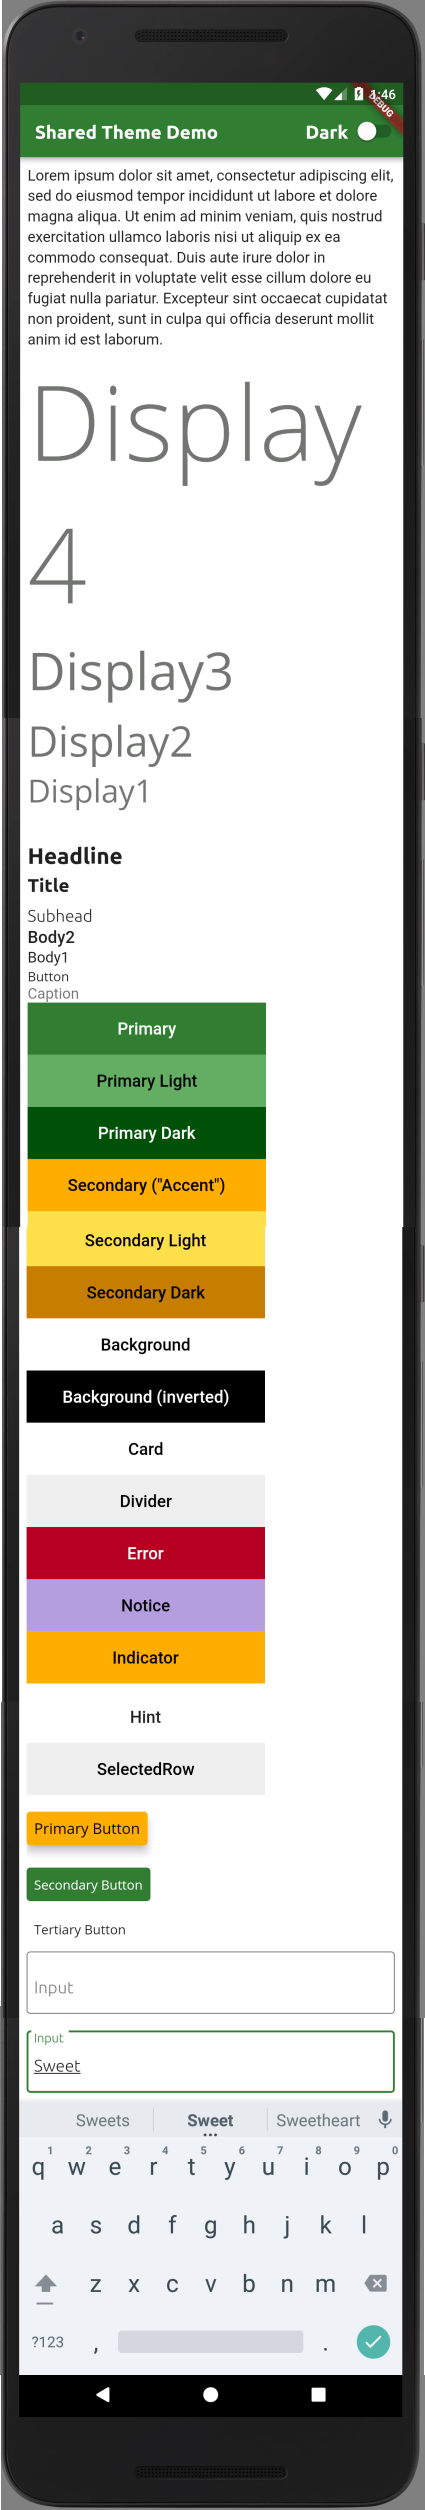 1:46
DEBUG
Shared Theme Demo Dark
Lorem ipsum dolor sit amet, consectetur adipiscing elit,
sed do eiusmod tempor incididunt ut labore et dolore
magna aliqua. Ut enim ad minim veniam, quis nostrud
exercitation ullamco laboris nisi ut aliquip ex ea
commodo consequat. Duis aute irure dolor in
reprehenderit in voluptate velit esse cillum dolore eu
fugiat nulla pariatur. Excepteur sint occaecat cupidatat
non proident, sunt in culpa qui officia deserunt mollit
anim id est laborum.
Display
4
Display3
Display2
Display1
Headline
Title
Subhead
Body2
Body1
Button
Caption
Primary
Primary Light
Primary Dark
Secondary ("Accent")
Secondary Light
Secondary Dark
Background
Background (inverted)
Card
Divider
Error
Notice
Indicator
Hint
SelectedRow
Primary Button
Secondary Button
Tertiary Button
Input
Input
Sweet
Sweets Sweet Sweetheart
1 2 3 4 5 6 7 8 9 0
q w e r t y u i o p
a s d f g h j k l
z x c v b n m
?123 , .